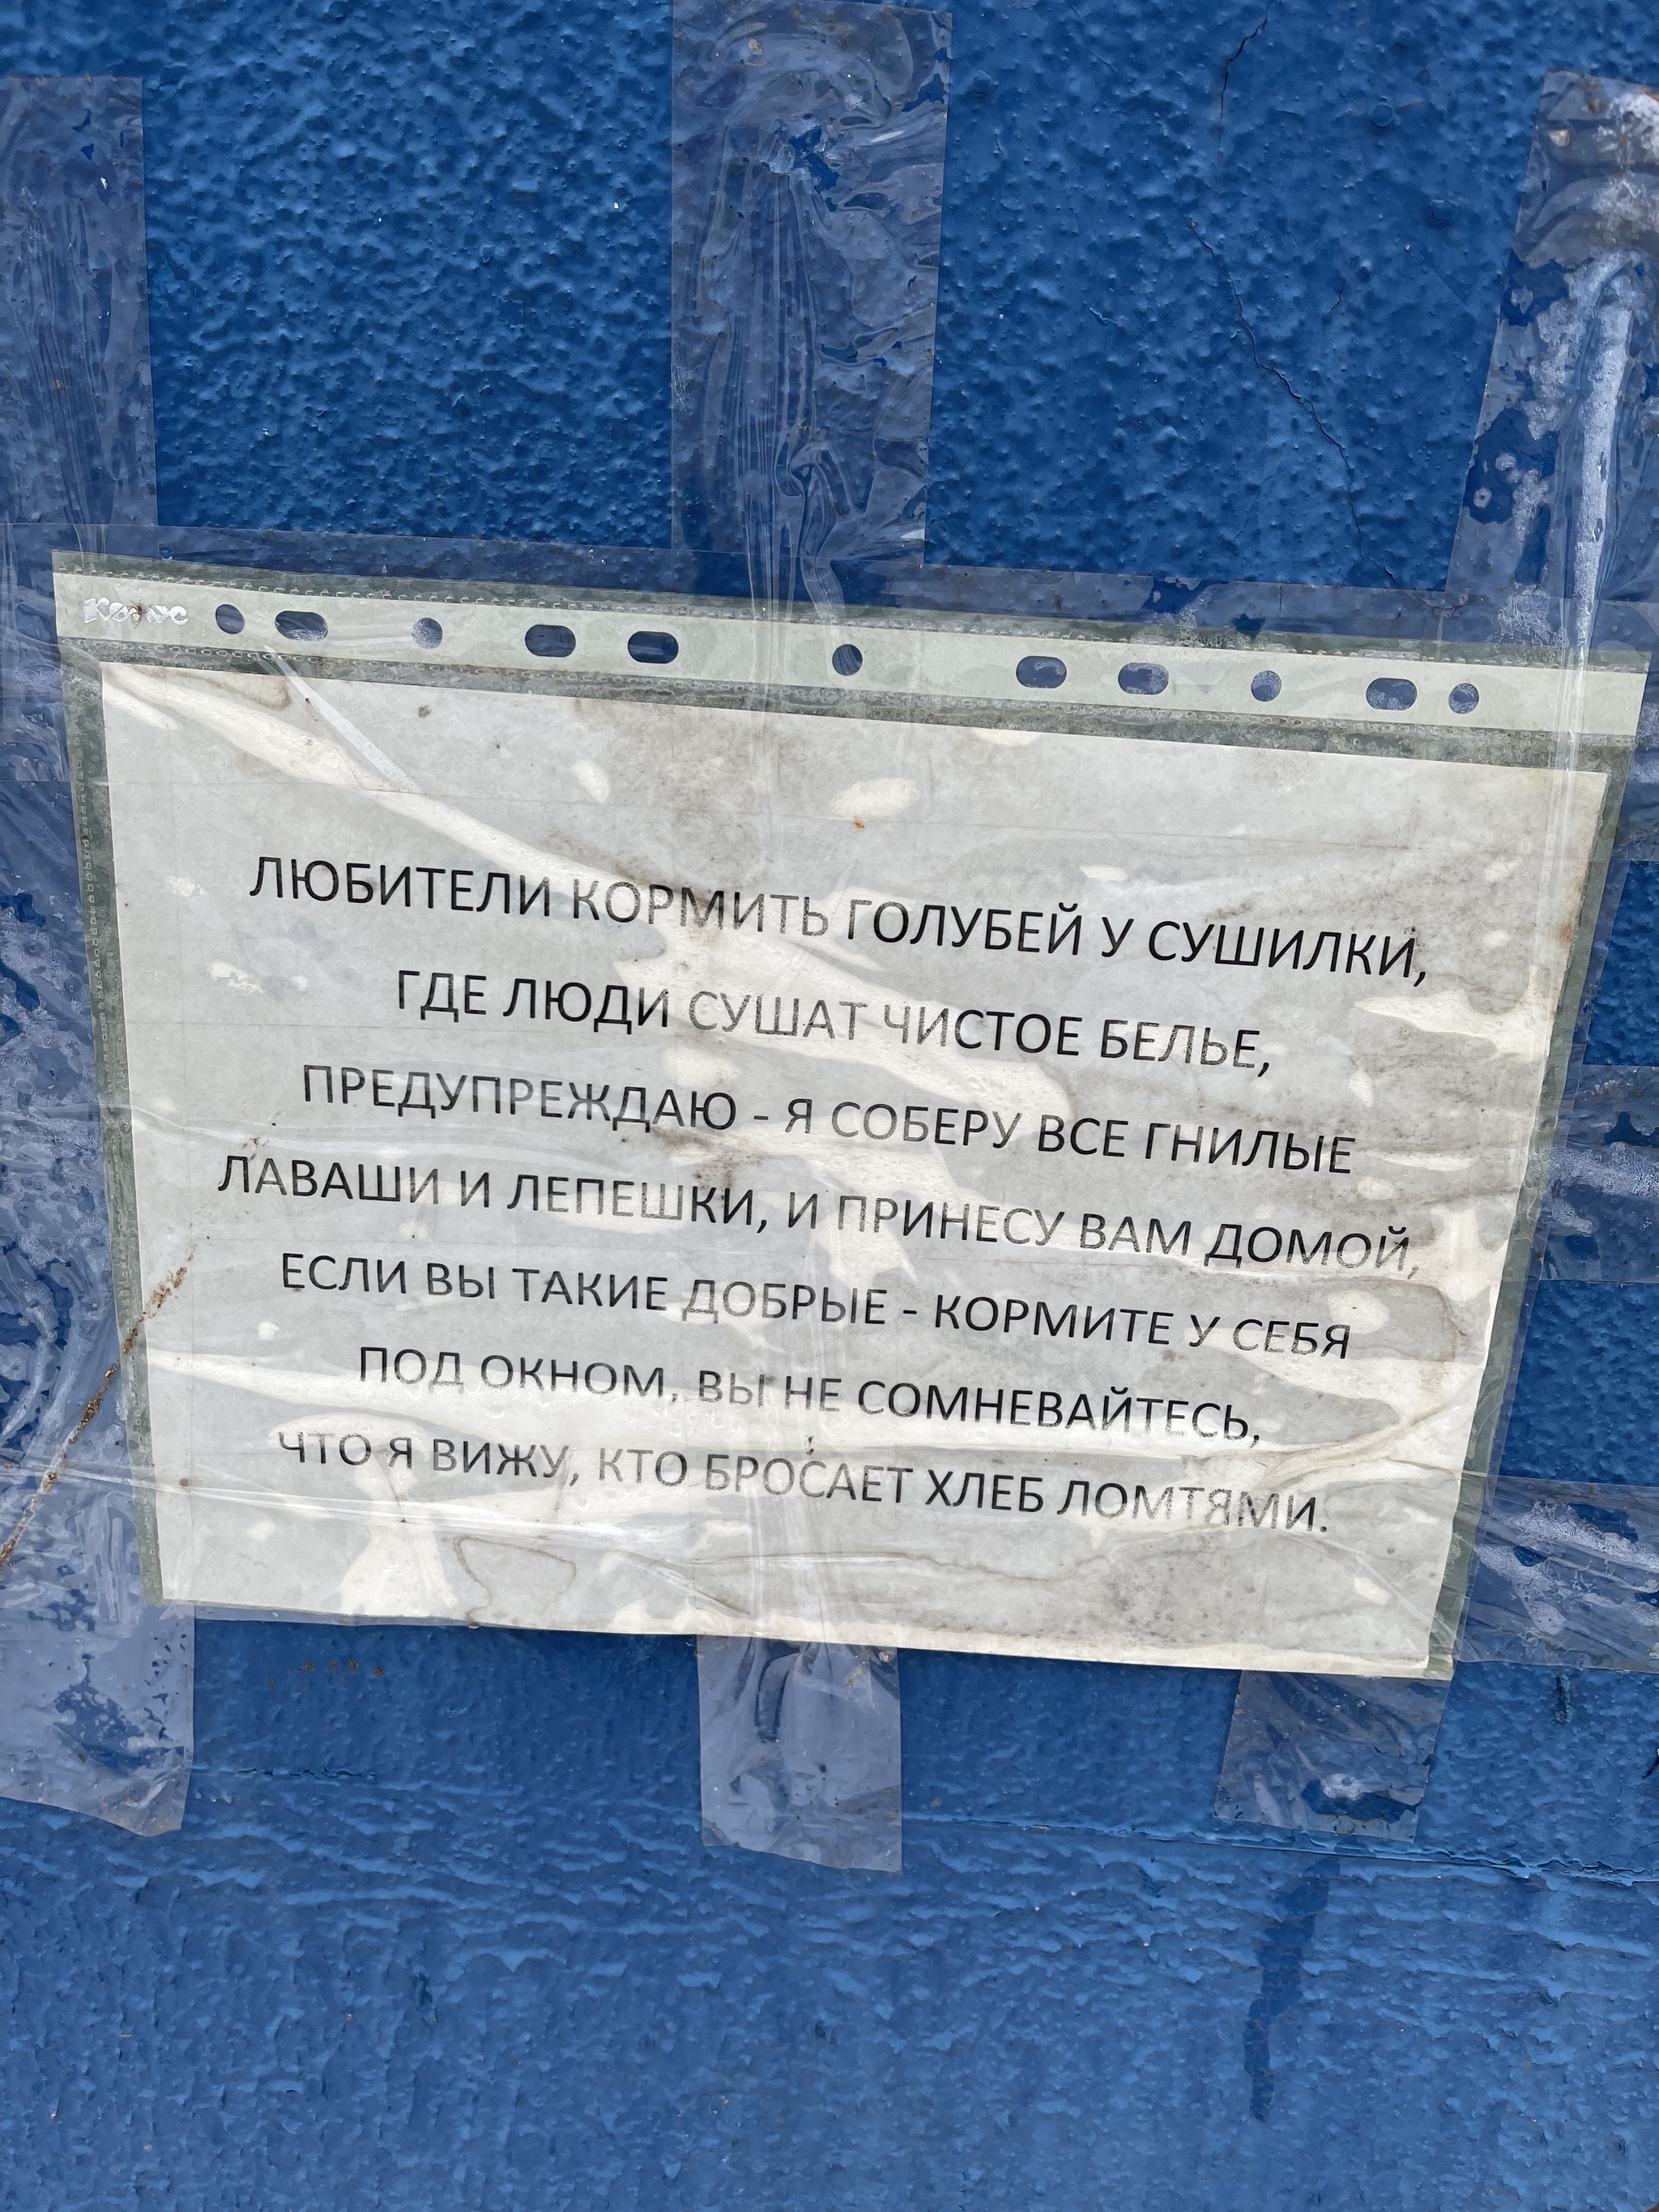 Комус
ЛЮБИТЕЛИ КОРМИТЬ ГОЛУБЕЙ У СУШИЛКИ,
ГДЕ ЛЮДИ СУШАТ ЧИСТОЕ БЕЛЬЕ,
ПРЕДУПРЕЖДАЮ - Я СОБЕРУ ВСЕ ГНИЛЫЕ
ЛАВАШИ И ЛЕПЕШКИ, И ПРИНЕСУ ВАМ ДОМОЙ,
ЕСЛИ ВЫ ТАКИЕ ДОБРЫЕ - КОРМИТЕ У СЕБЯ
ПОД ОКНОМ, ВЫ НЕ СОМНЕВАЙТЕСЬ,
ЧТО Я ВИЖУ, КТО БРОСАЕТ ХЛЕБ ЛОМТЯМИ.